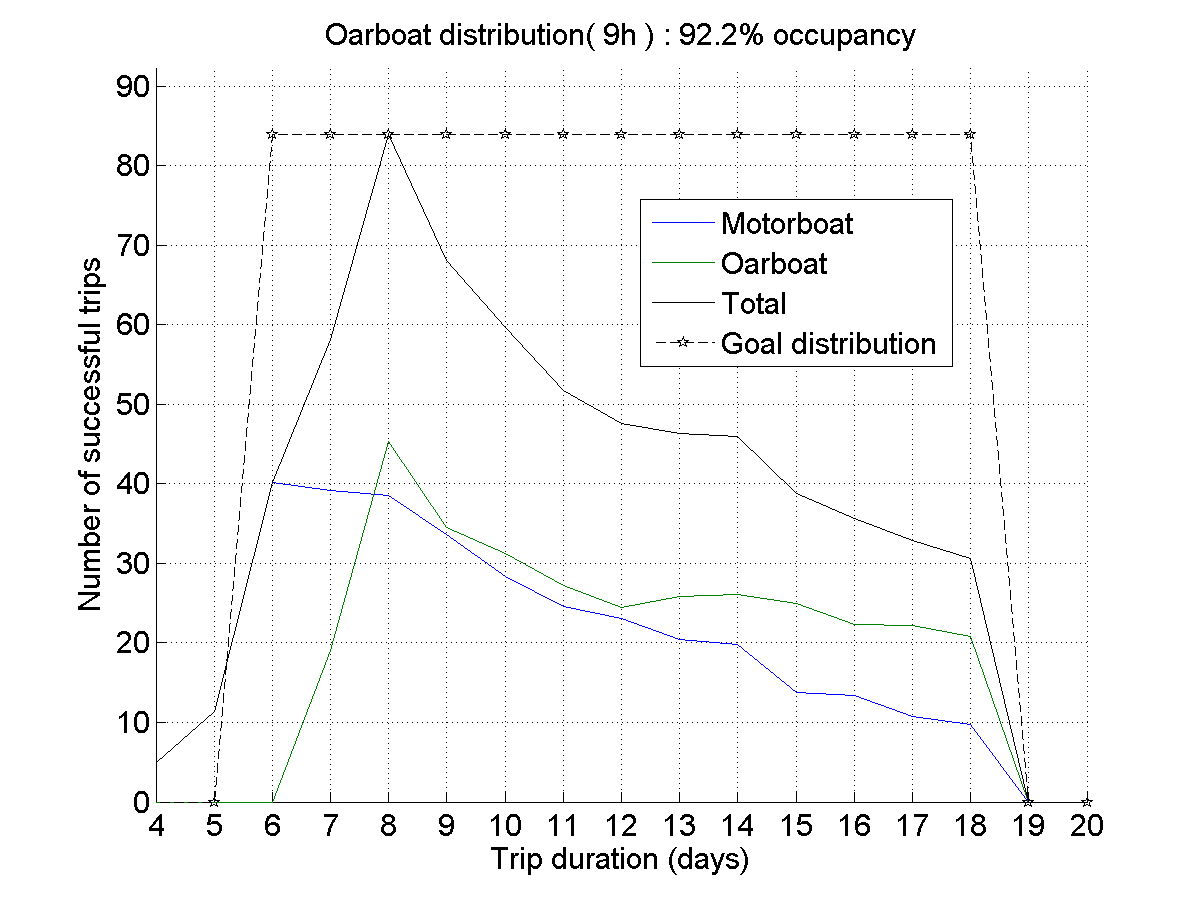 Oarboat distribution( 9h ) : 92.2% occupancy
90
80
70
60
50
40
30
20
10
0
Number of successful trips
Motorboat
Oarboat
Total
Goal distribution
4 5 6 7 8 9 10 11 12 13 14 15 16 17 18 19 20
Trip duration (days)